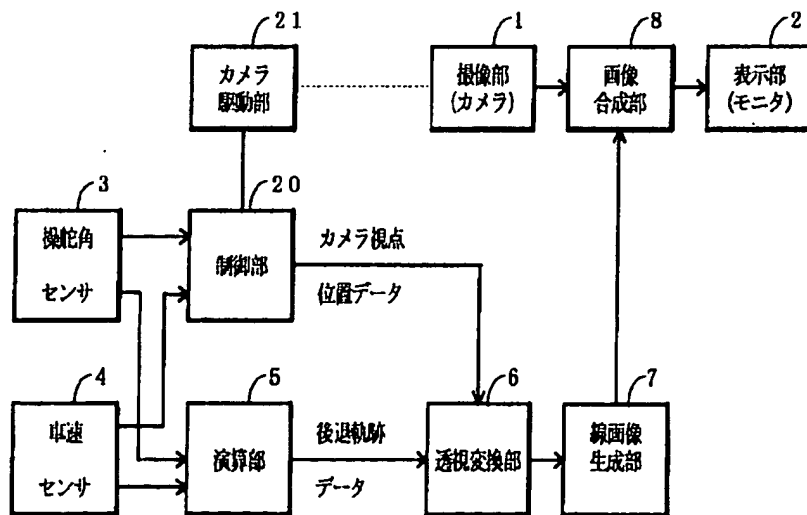 21
1
8
2
カメラ
駆動部
撮像部
(カメラ)
画像
合成部
表示部
(モニタ)
3
20
操舵角
センサ
制御部
カメラ視点
位置データ
4
5
6
7
車速
センサ
演算部
後退軌跡
データ
透視変換部
線画像
生成部